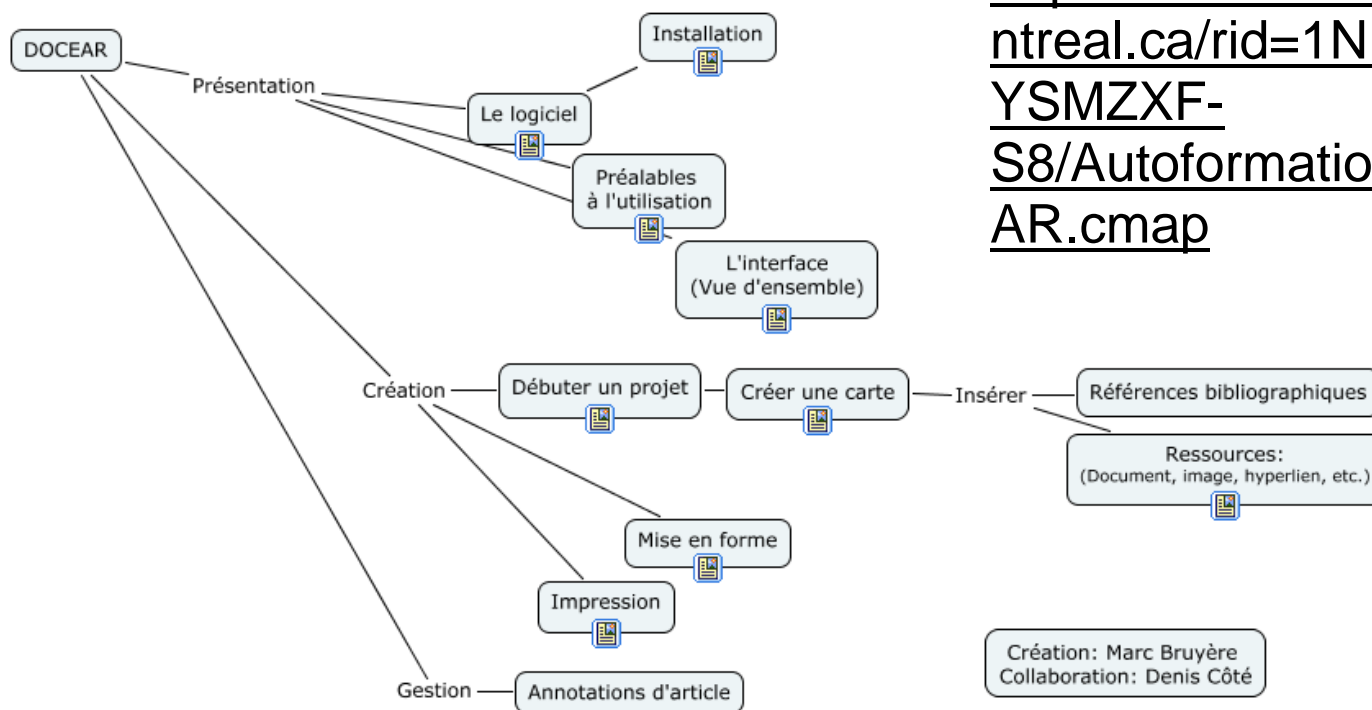 DOCEAR
Présentation
Installation
Le logiciel
Préalables
à l'utilisation
L'interface
(Vue d'ensemble)
Création
Débuter un projet
Créer une carte
Insérer
Références bibliographiques
Ressources:
(Document, image, hyperlien, etc.)
Mise en forme
Impression
Gestion
Annotations d'article
Création: Marc Bruyère
Collaboration: Denis Côté
ntreal.ca/rid=1N
YSMZXF-
S8/Autoformatio
AR.cmap